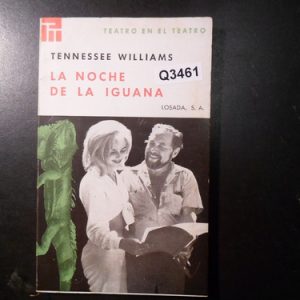 TEATRO EN EL TEATRO
TENNESSEE WILLIAMS
LA NOCHE
DE LA IGUANA
Q3461
LOSADA, S. A.